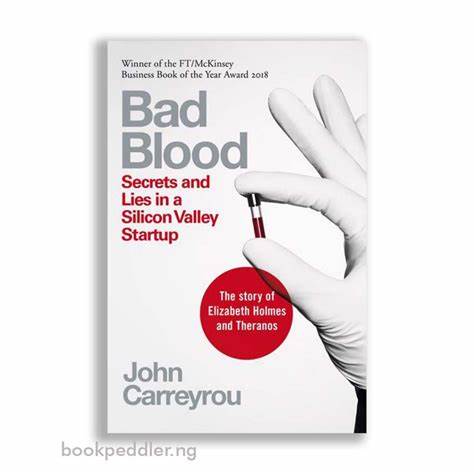 Winner of the FT/McKinsey
Business Book of the Year Award 2018
Bad
Blood
Secrets and
Lies in a
Silicon Valley
Startup
The story of
Elizabeth Holmes
and Theranos
John
Carreyrou
bookpeddler.ng